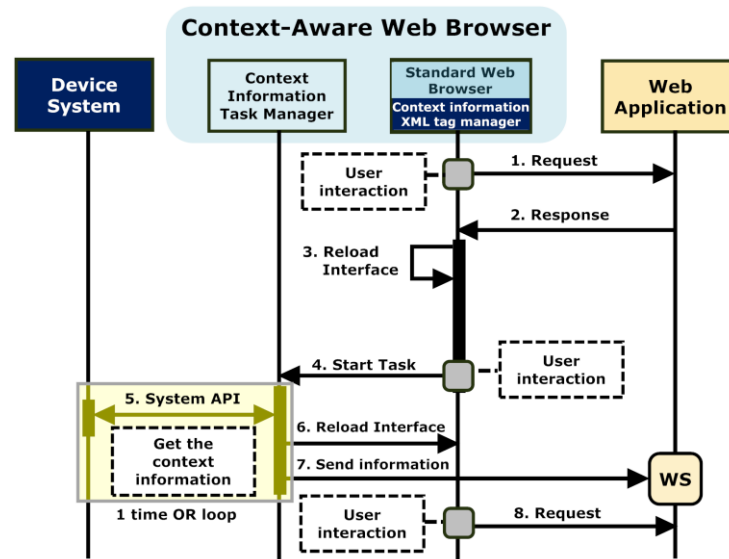 Context-Aware Web Browser
Device
System
Context
Information
Task Manager
Standard Web
Browser
Context information
XML tag manager
Web
Application
User
interaction
1. Request
2. Response
3. Reload
Interface
4. Start Task
User
interaction
5. System API
Get the
context
information
6. Reload Interface
7. Send information
WS
1 time OR loop
User
interaction
8. Request